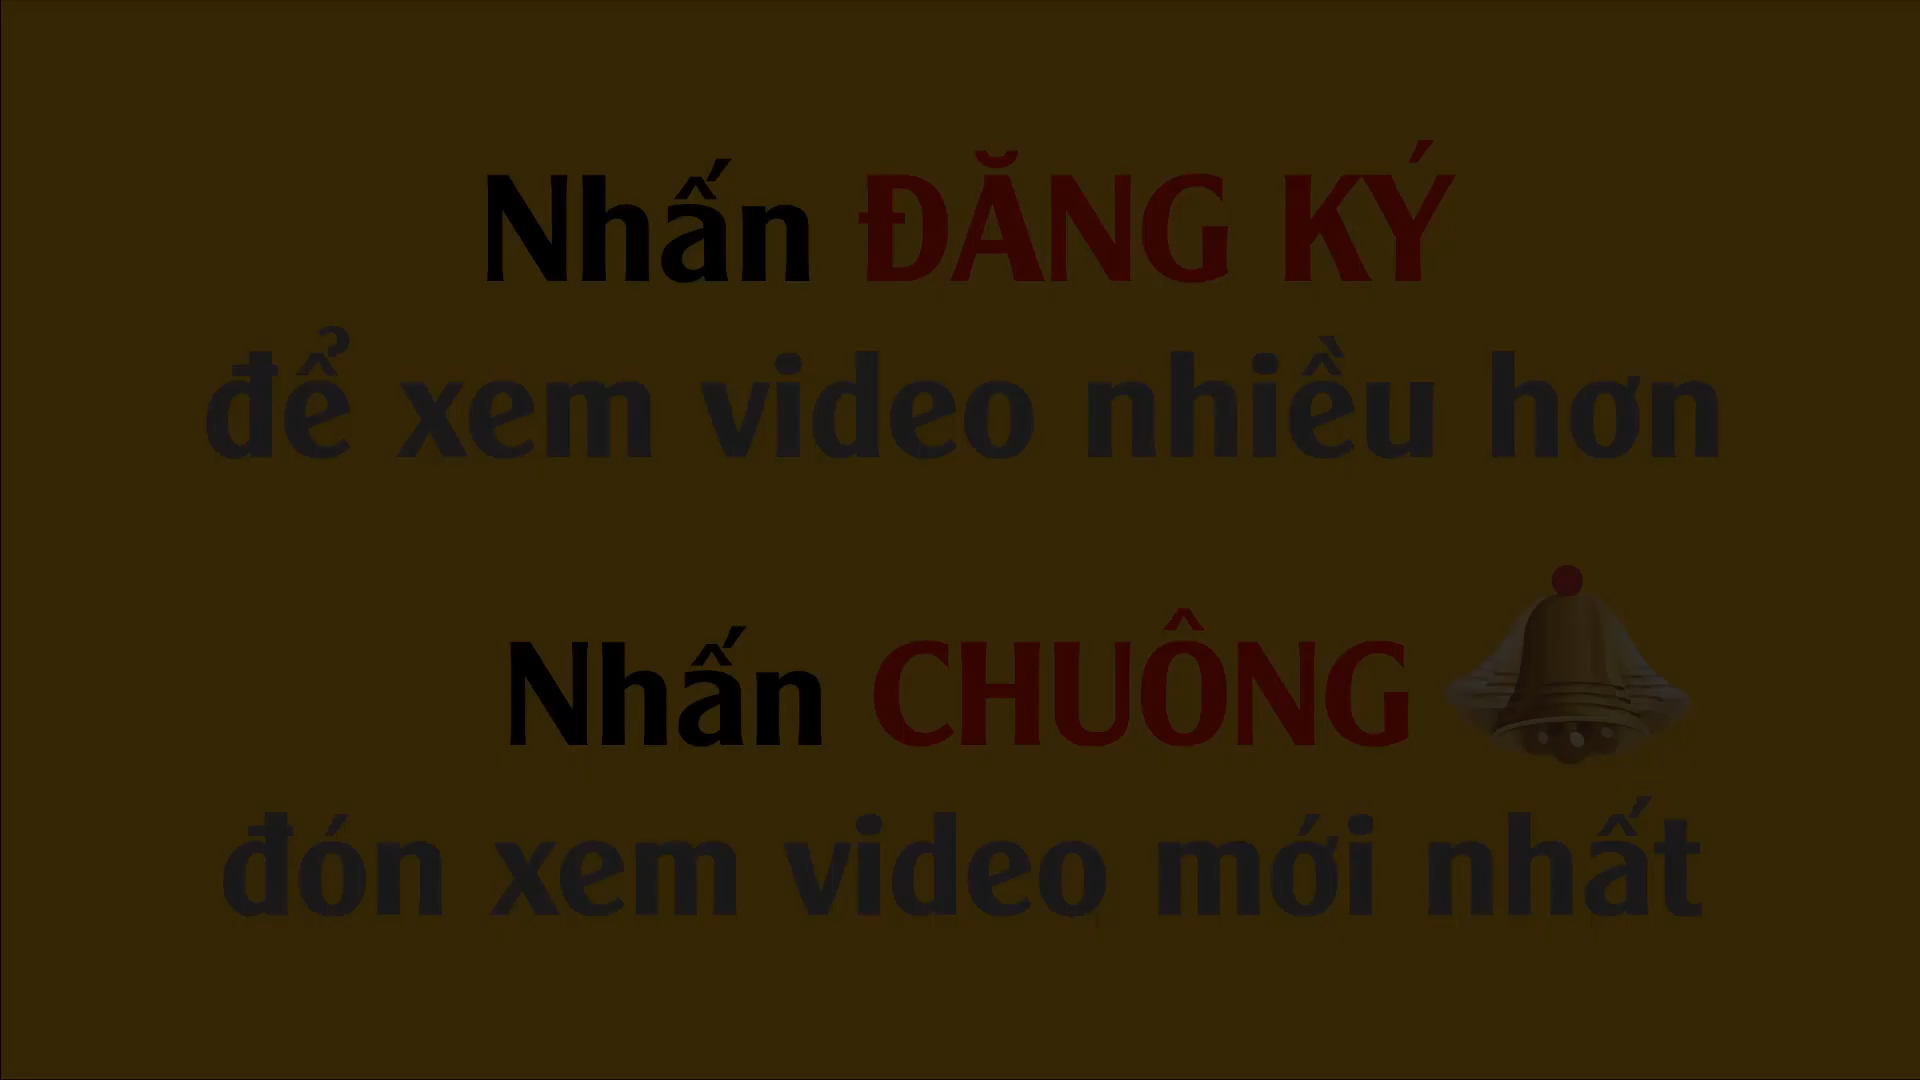 Nhấn ĐĂNG KÝ
để xem video nhiều hơn
Nhấn CHUÔNG
đón xem video mới nhất